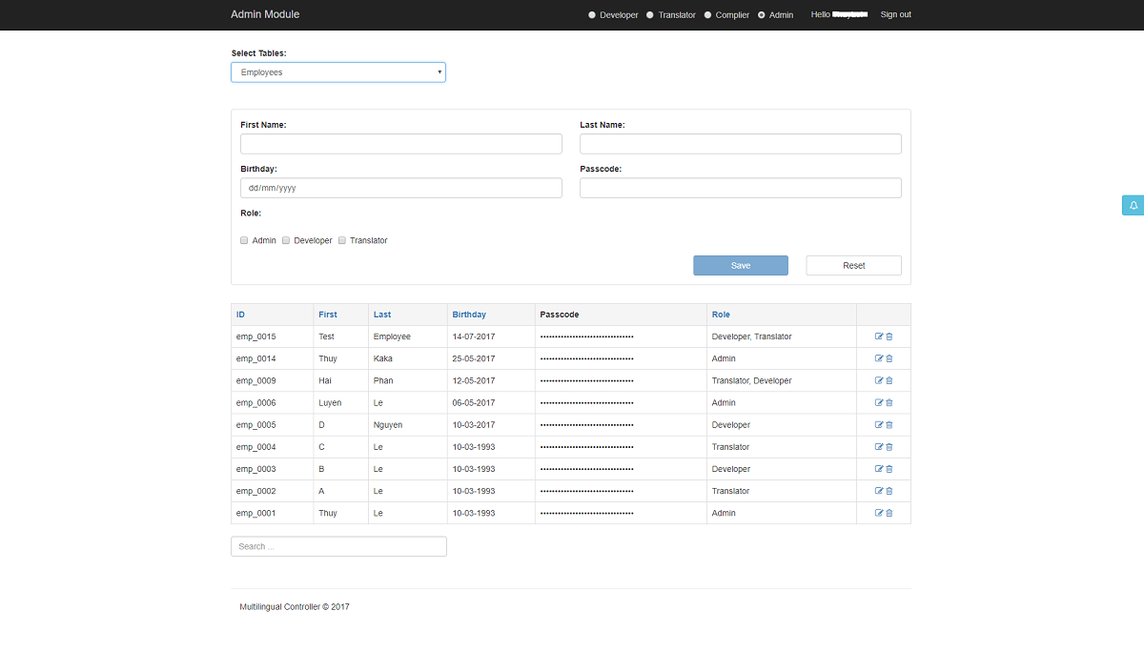 Admin Module Developer Translator Complier Admin Hello Sign out
Select Tables:
Employees
First Name: Last Name:
Birthday: Passcode:
dd/mm/yyyy
Role:
Admin Developer Translator
Save Reset
ID First Last Birthday Passcode Role
emp_0015 Test Employee 14-07-2017 •••••••••••••••••••••••••••••••• Developer, Translator
emp_0014 Thuy Kaka 25-05-2017 •••••••••••••••••••••••••••••••• Admin
emp_0009 Hai Phan 12-05-2017 •••••••••••••••••••••••••••••••• Translator, Developer
emp_0006 Luyen Le 06-05-2017 •••••••••••••••••••••••••••••••• Admin
emp_0005 D Nguyen 10-03-2017 •••••••••••••••••••••••••••••••• Developer
emp_0004 C Le 10-03-1993 •••••••••••••••••••••••••••••••• Translator
emp_0003 B Le 10-03-1993 •••••••••••••••••••••••••••••••• Developer
emp_0002 A Le 10-03-1993 •••••••••••••••••••••••••••••••• Translator
emp_0001 Thuy Le 10-03-1993 •••••••••••••••••••••••••••••••• Admin
Search ...
Multilingual Controller © 2017